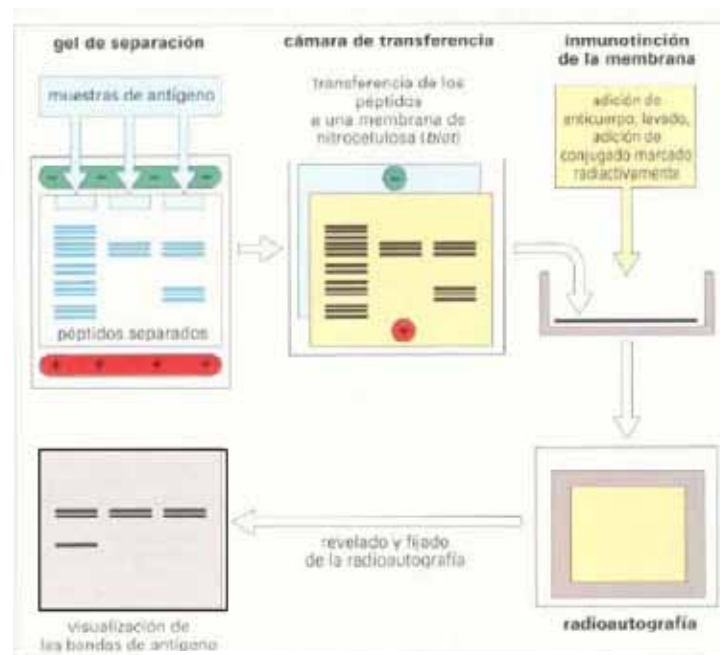 gel de separación
muestras de antígeno
péptidos separados
cámara de transferencia
transferencia de los
péptidos
a una membrana de
nitrocelulosa (blot)
inmunotinción
de la membrana
adición de
anticuerpo, lavado,
adición de
conjugado marcado
radiactivamente
radioautografía
revelado y fijado
de la radioautografía
visualización de
las bandas de antígeno